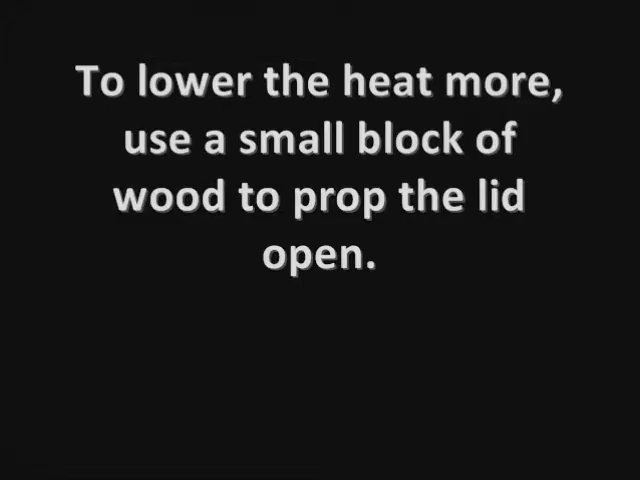 To lower the heat more,
use a small block of
wood to prop the lid
open.